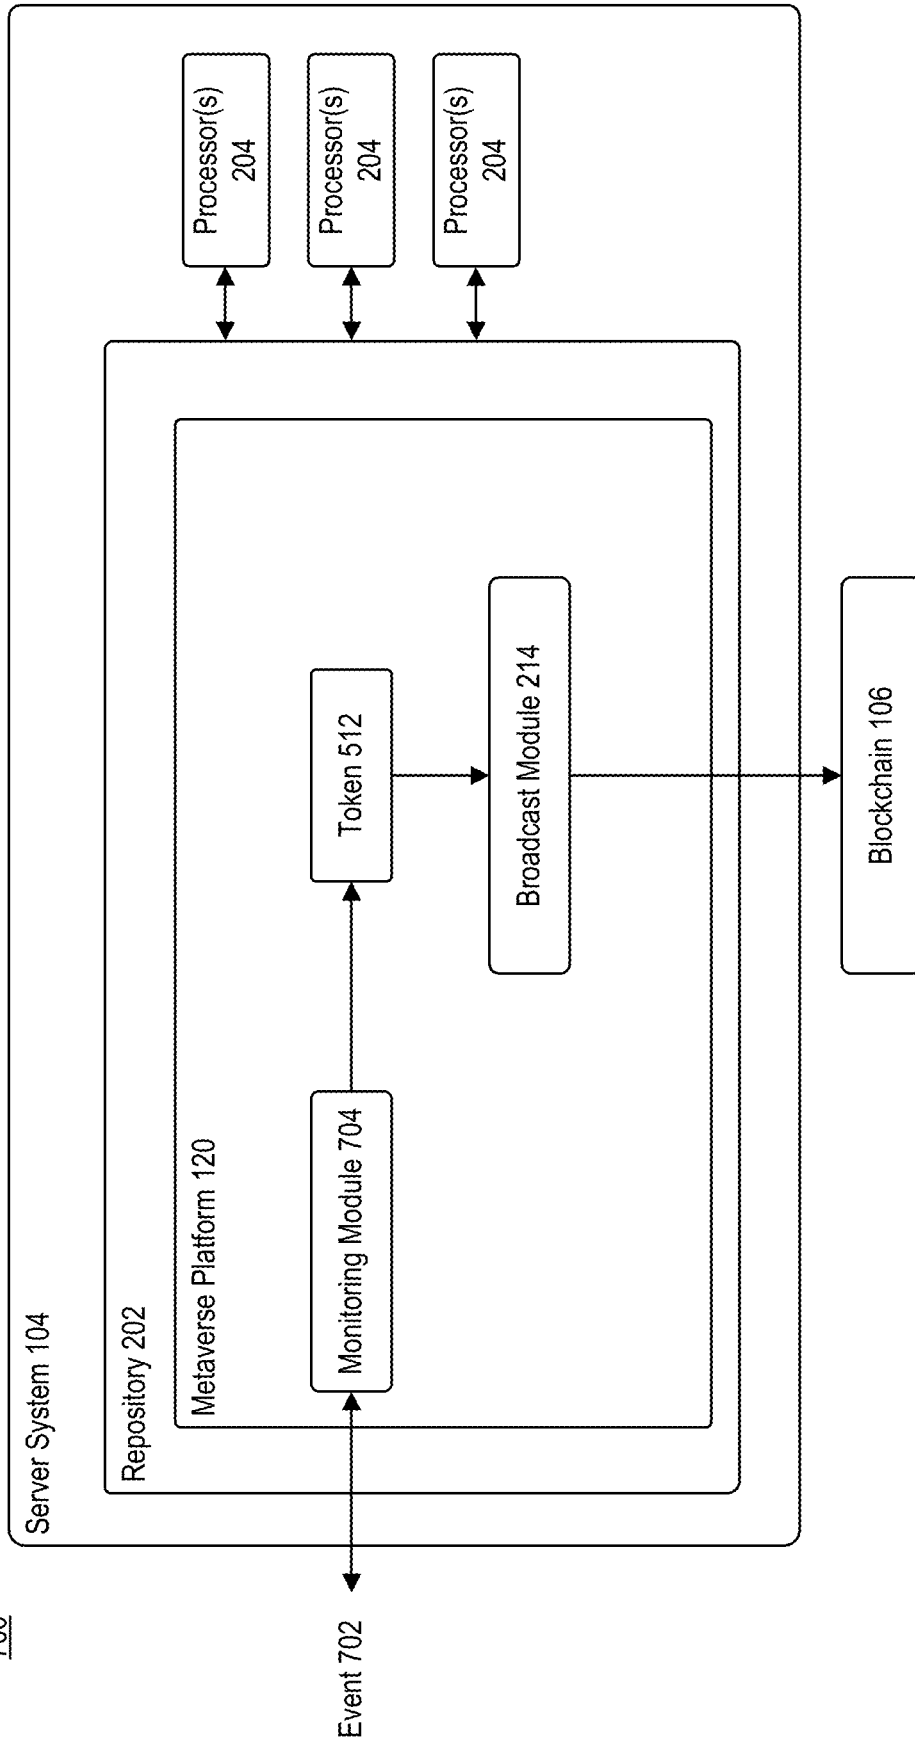 Server System 104
Repository 202
Metaverse Platform 120
Event 702
Monitoring Module 704
Token 512
Broadcast Module 214
Blockchain 106
Processor(s)
204
Processor(s)
204
Processor(s)
204